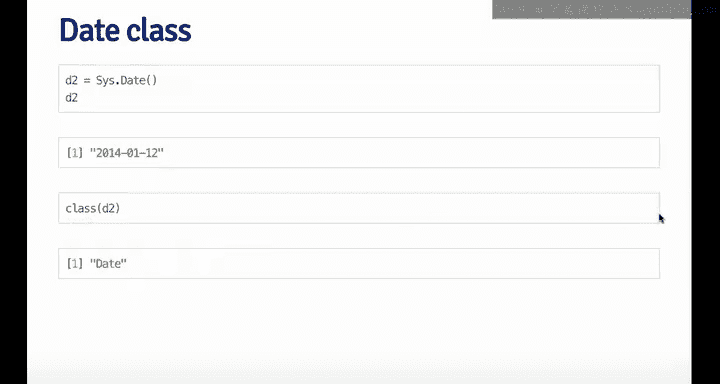 Date class
d2 = Sys.Date()
d2
[1] "2014-01-12"
class(d2)
[1] "Date"